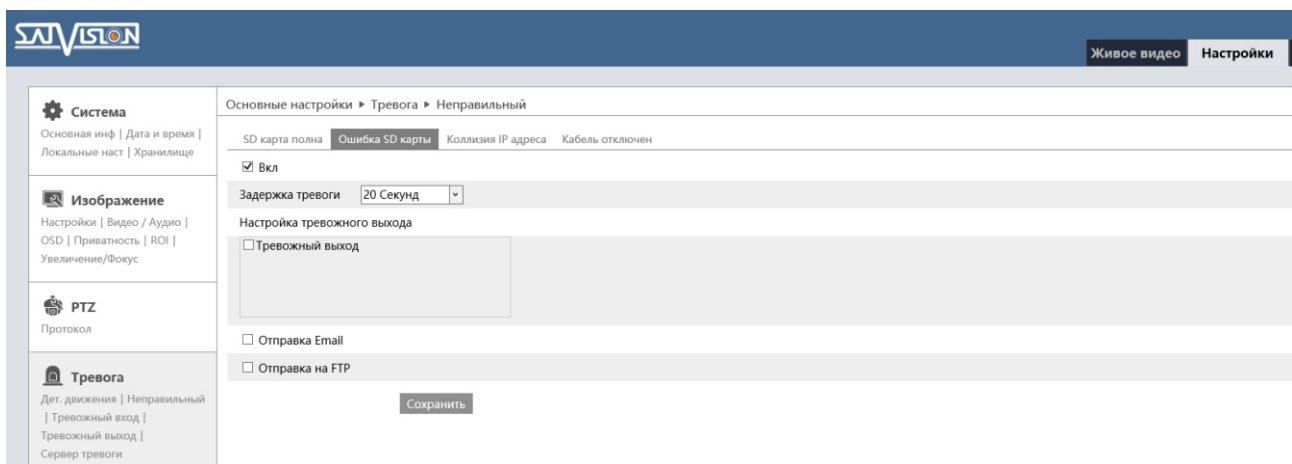 SATVISION
Живое видео
Настройки
Система
Основная инф | Дата и время |
Локальные наст | Хранилище
Изображение
Настройки | Видео / Аудио |
OSD | Приватность | ROI |
Увеличение/Фокус
PTZ
Протокол
Тревога
Дет. движения | Неправильный
| Тревожный вход |
Тревожный выход |
Сервер тревоги
Основные настройки ▶ Тревога ▶ Неправильный
SD карта полна Ошибка SD карты Коллизия IP адреса Кабель отключен
Вкл
Задержка тревоги 20 Секунд
Настройка тревожного выхода
Тревожный выход
Отправка Email
Отправка на FTP
Сохранить